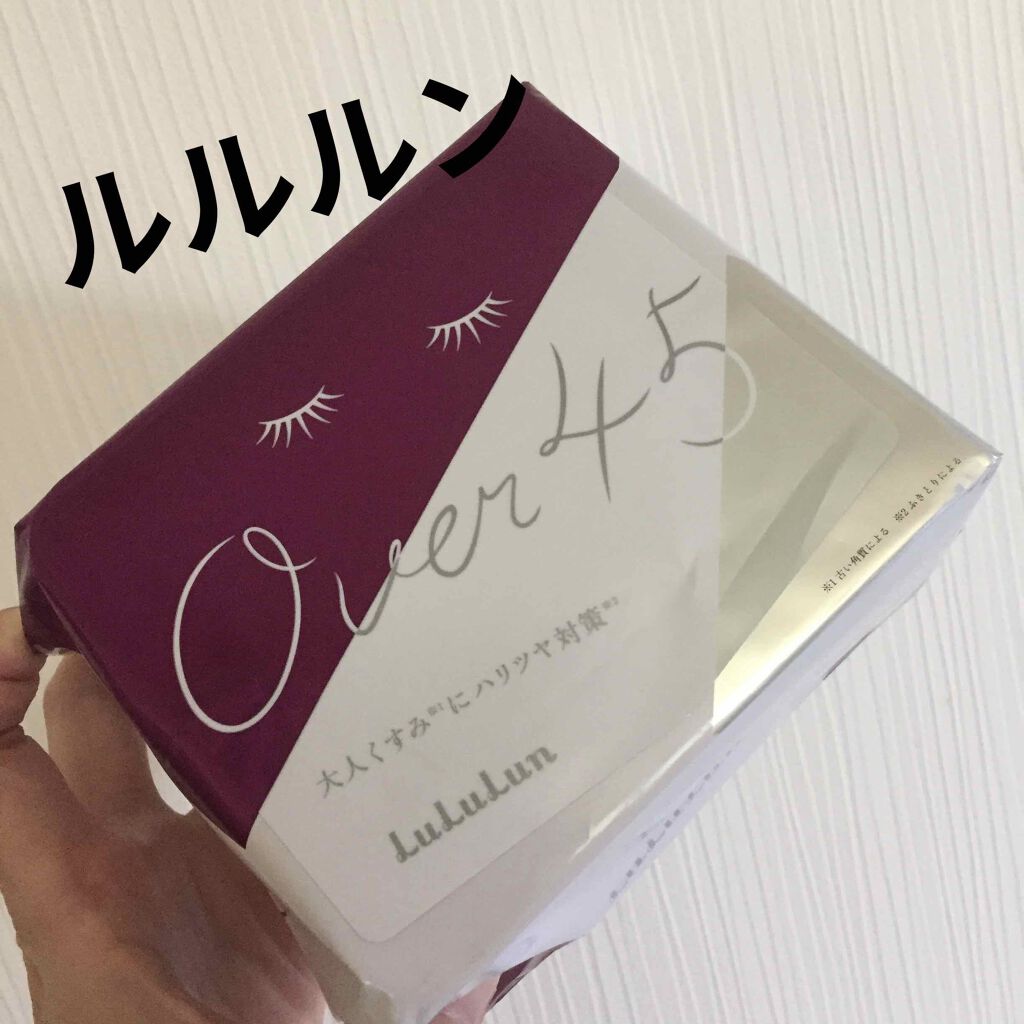 ルルルン
Over45
大人くすみ※1にハリツヤ対策※2
LuLuLun
※1 古い角質による ※2 ふきとりによる